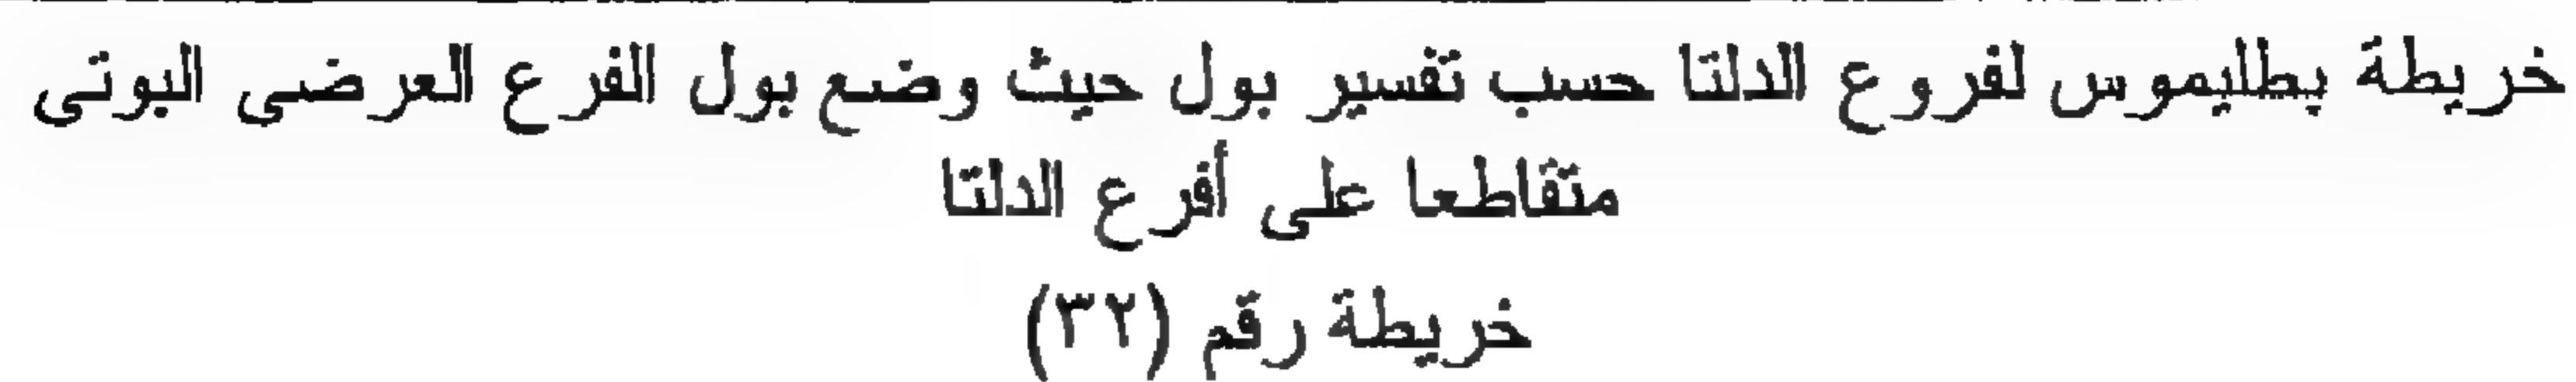 خريطة بطليموس لفروع الدلتا حسب تفسير بول حيث وضع بول الفرع العرضى البوتى
متقاطعا على أفرع الدلتا
خريطة رقم (٣٢)